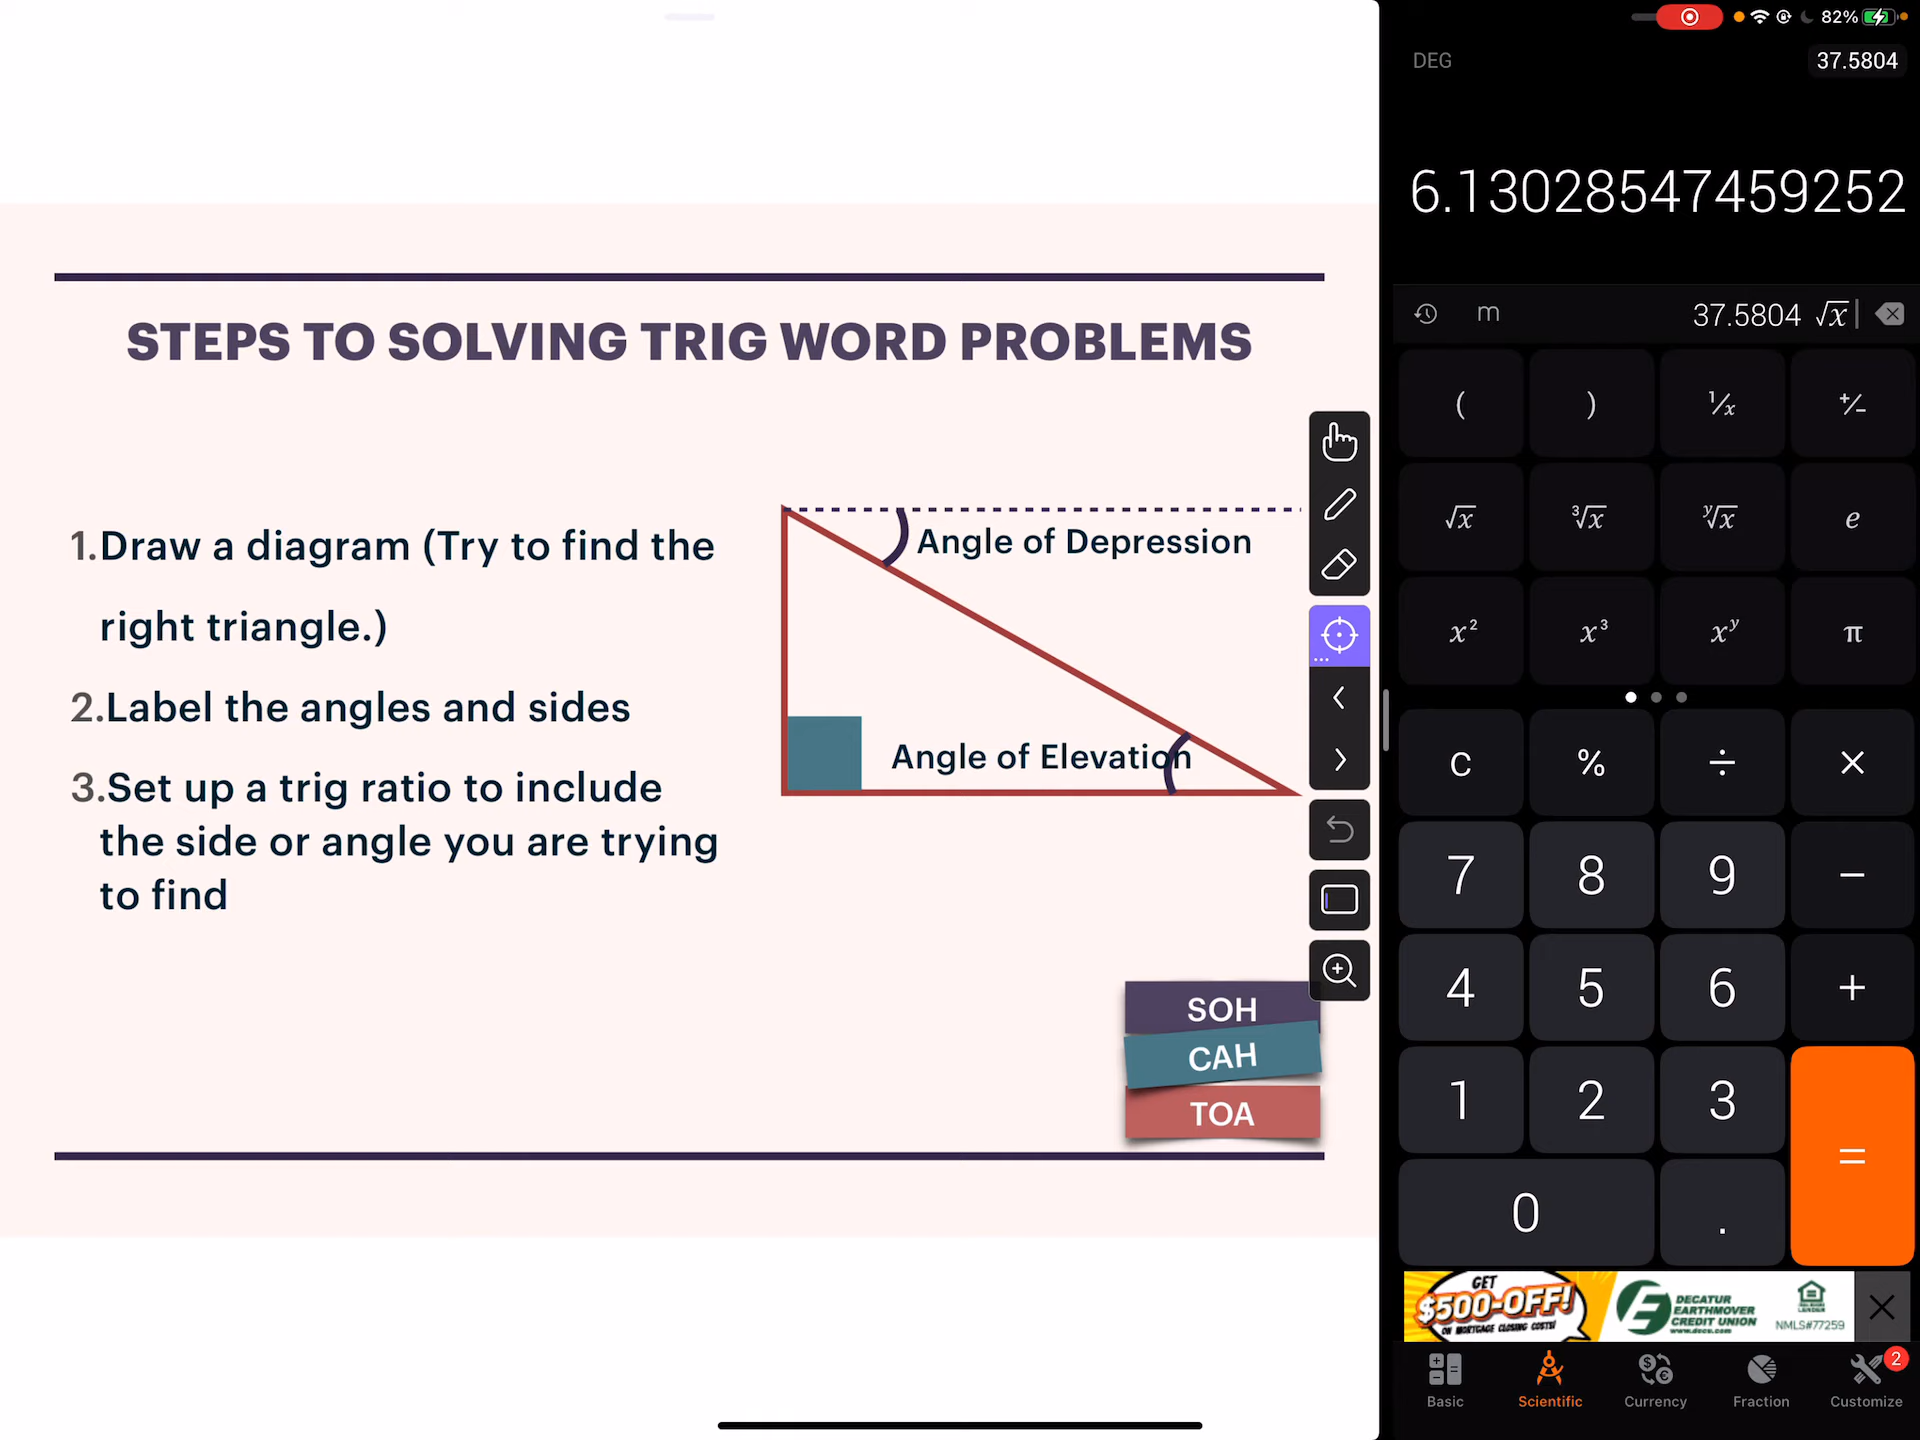 STEPS TO SOLVING TRIG WORD PROBLEMS
1.Draw a diagram (Try to find the
right triangle.)
2.Label the angles and sides
3.Set up a trig ratio to include
the side or angle you are trying
to find
Angle of Depression
Angle of Elevation
SOH
CAH
TOA
82%
DEG
37.5804
6.13028547459252
m
37.5804 √x
( ) 1/x +/−
√x ³√x ʸ√x e
x² x³ xʸ π
c % ÷ ×
7 8 9 −
4 5 6 +
1 2 3 =
0 .
GET
$500-OFF!
ON MORTGAGE CLOSING COSTS!
DECATUR
EARTHMOVER
CREDIT UNION
www.decu.com
NMLS#77259
Basic
Scientific
Currency
Fraction
2
Customize